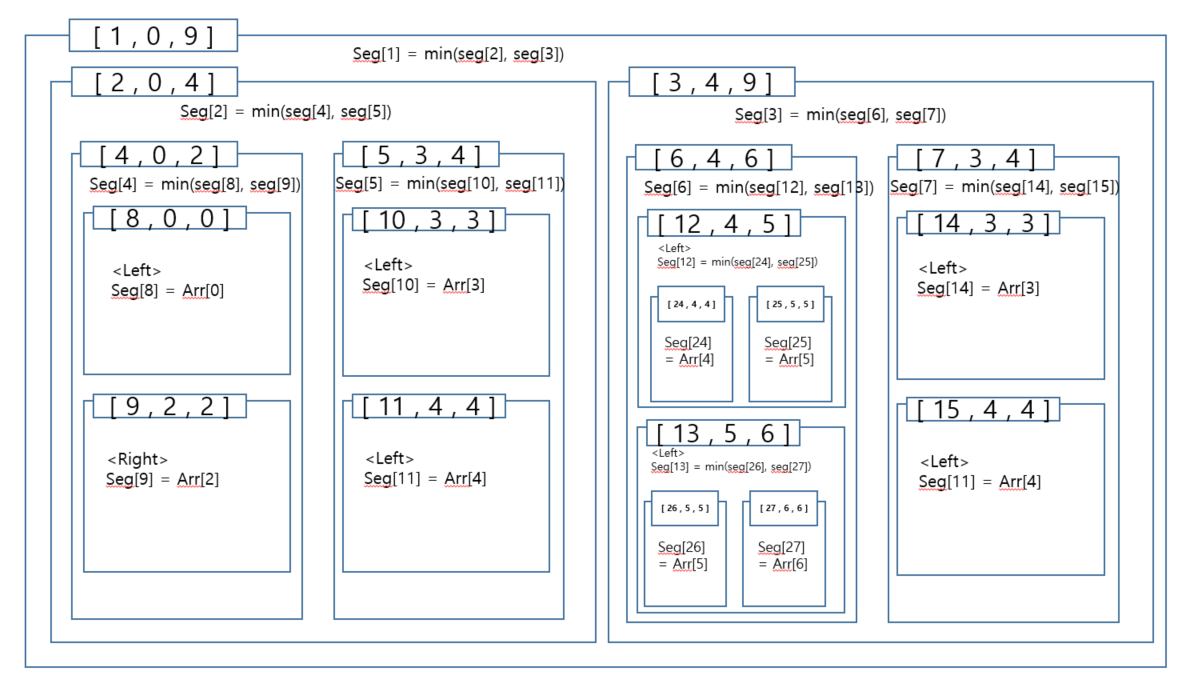 [ 1 , 0 , 9 ]
Seg[1] = min(seg[2], seg[3])
[ 2 , 0 , 4 ]
Seg[2] = min(seg[4], seg[5])
[ 4 , 0 , 2 ]
Seg[4] = min(seg[8], seg[9])
[ 8 , 0 , 0 ]
<Left>
Seg[8] = Arr[0]
[ 9 , 2 , 2 ]
<Right>
Seg[9] = Arr[2]
[ 5 , 3 , 4 ]
Seg[5] = min(seg[10], seg[11])
[ 10 , 3 , 3 ]
<Left>
Seg[10] = Arr[3]
[ 11 , 4 , 4 ]
<Left>
Seg[11] = Arr[4]
[ 3 , 4 , 9 ]
Seg[3] = min(seg[6], seg[7])
[ 6 , 4 , 6 ]
Seg[6] = min(seg[12], seg[13])
[ 12 , 4 , 5 ]
<Left>
Seg[12] = min(seg[24], seg[25])
[ 24 , 4 , 4 ]
Seg[24]
= Arr[4]
[ 25 , 5 , 5 ]
Seg[25]
= Arr[5]
[ 13 , 5 , 6 ]
<Left>
Seg[13] = min(seg[26], seg[27])
[ 26 , 5 , 5 ]
Seg[26]
= Arr[5]
[ 27 , 6 , 6 ]
Seg[27]
= Arr[6]
[ 7 , 3 , 4 ]
Seg[7] = min(seg[14], seg[15])
[ 14 , 3 , 3 ]
<Left>
Seg[14] = Arr[3]
[ 15 , 4 , 4 ]
<Left>
Seg[11] = Arr[4]